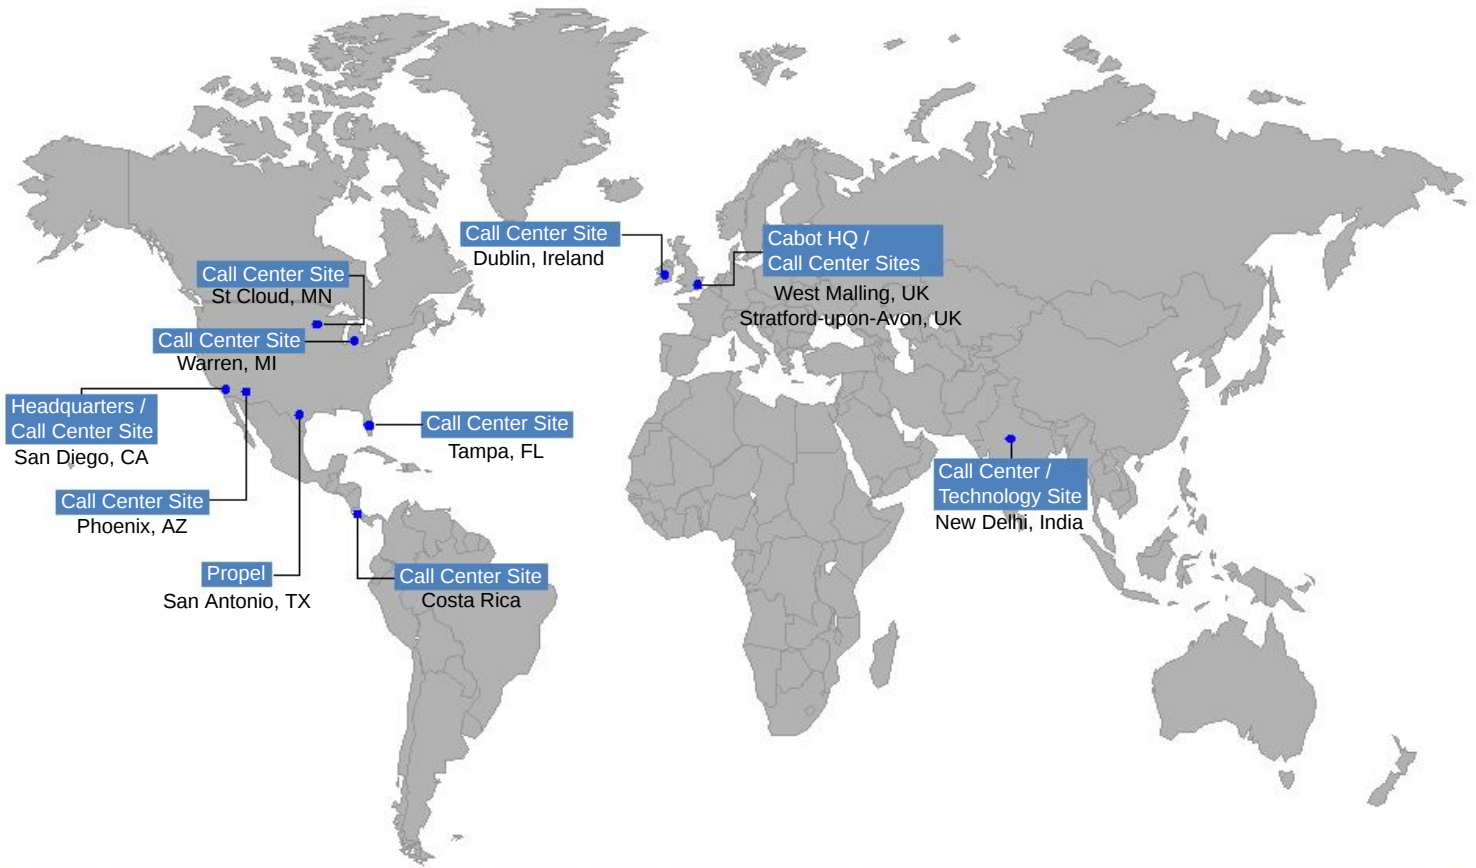 Call Center Site
Dublin, Ireland
Cabot HQ /
Call Center Sites
West Malling, UK
Stratford-upon-Avon, UK
Call Center Site
St Cloud, MN
Call Center Site
Warren, MI
Headquarters /
Call Center Site
San Diego, CA
Call Center Site
Tampa, FL
Call Center /
Technology Site
New Delhi, India
Call Center Site
Phoenix, AZ
Propel
San Antonio, TX
Call Center Site
Costa Rica